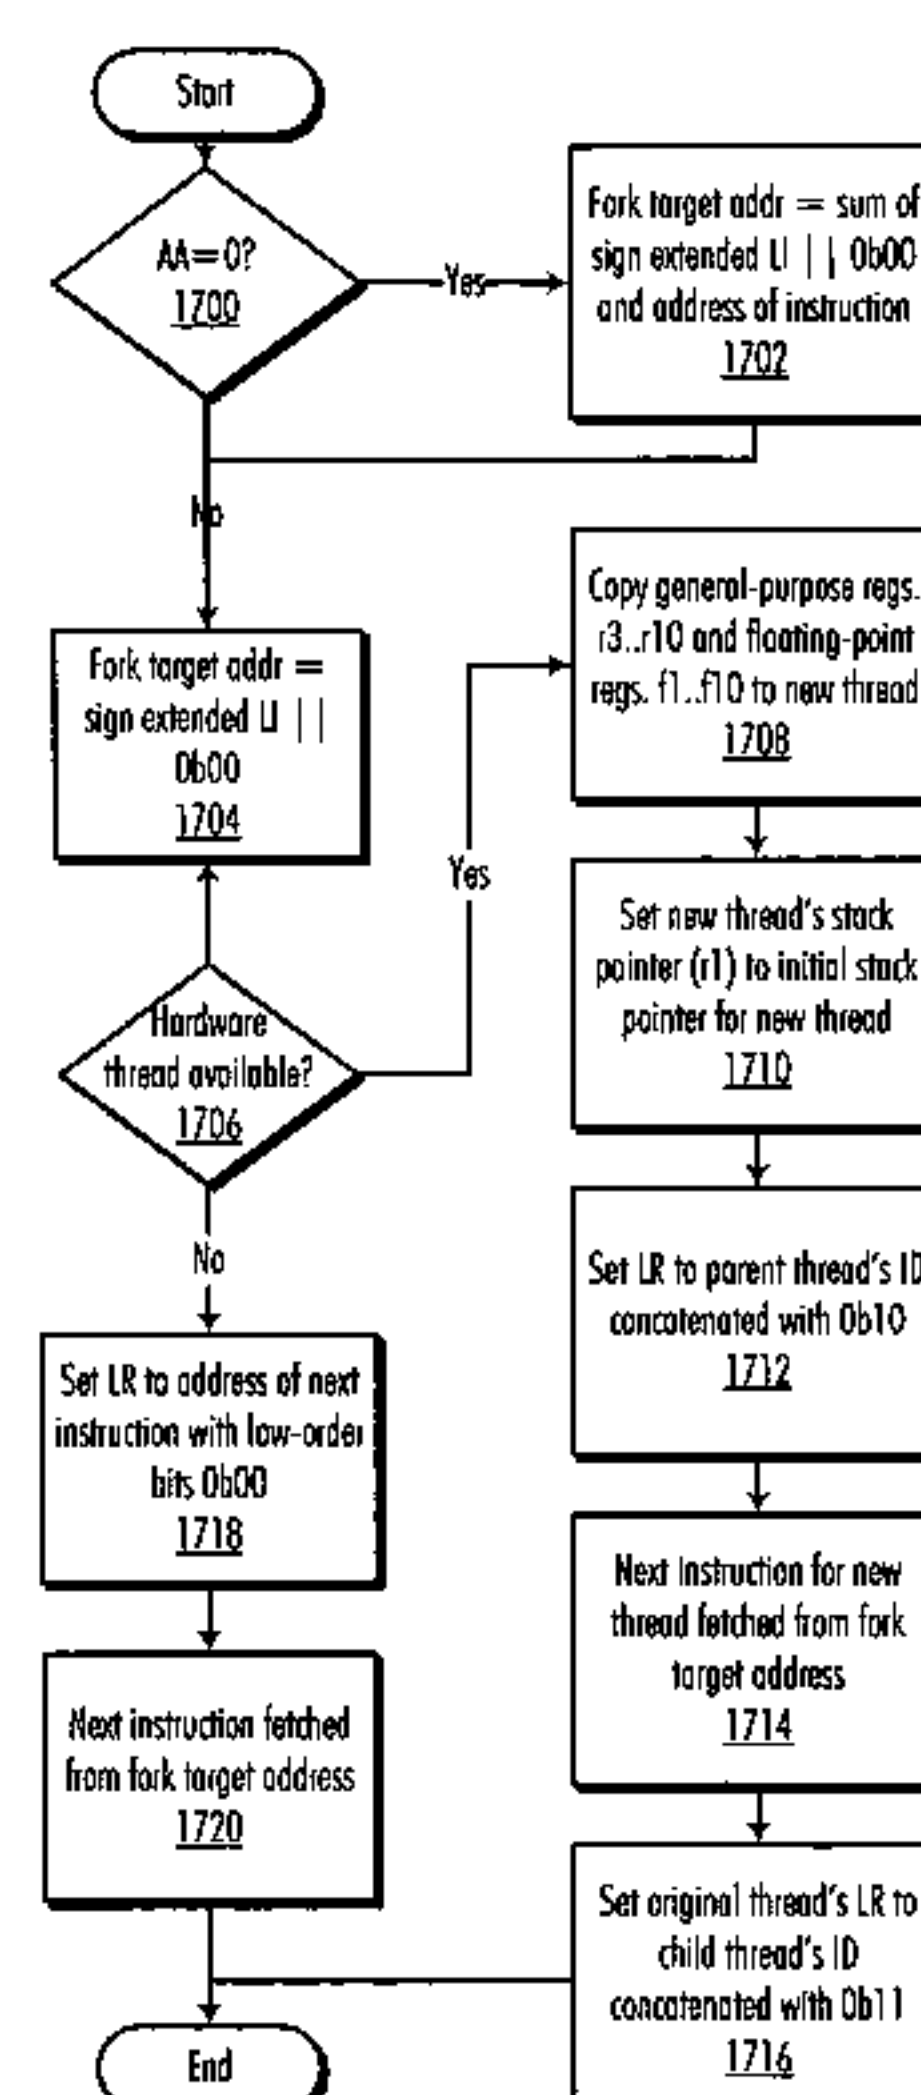 Start
AA=0?
1700
Yes
Fork target addr = sum of
sign extended LI || 0b00
and address of instruction
1702
No
Fork target addr =
sign extended LI ||
0b00
1704
Hardware
thread available?
1706
Yes
Copy general-purpose regs.
r3..r10 and floating-point
regs. f1..f10 to new thread
1708
Set new thread's stack
pointer (r1) to initial stack
pointer for new thread
1710
Set LR to parent thread's ID
concatenated with 0b10
1712
Next Instruction for new
thread fetched from fork
target address
1714
Set original thread's LR to
child thread's ID
concatenated with 0b11
1716
No
Set LR to address of next
instruction with low-order
bits 0b00
1718
Next instruction fetched
from fork target address
1720
End